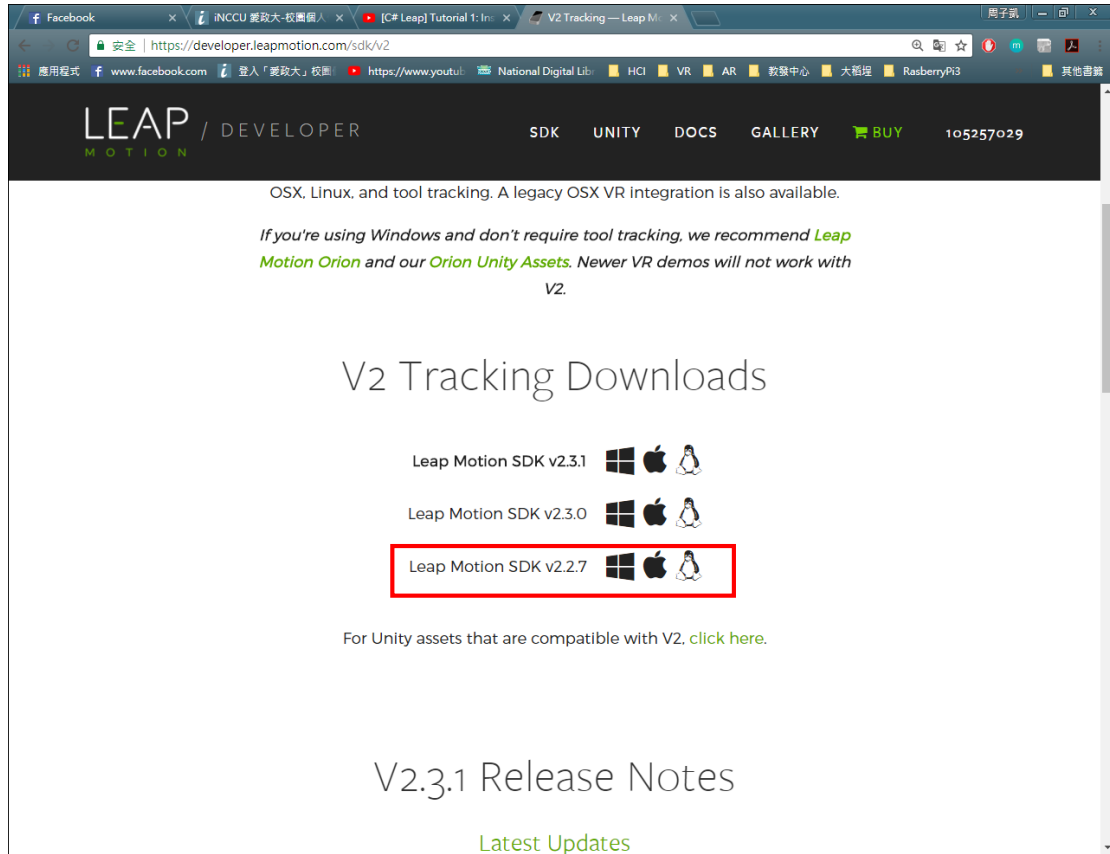 Facebook
iNCCU 愛政大-校園個人
[C# Leap] Tutorial 1: Ins
V2 Tracking — Leap Mo
周子凱
安全 | https://developer.leapmotion.com/sdk/v2
應用程式
www.facebook.com
登入「愛政大」校園
https://www.youtub
National Digital Libr
HCI
VR
AR
教發中心
大稻埕
RasberryPi3
其他書籤
LEAP MOTION / DEVELOPER
SDK
UNITY
DOCS
GALLERY
BUY
105257029
OSX, Linux, and tool tracking. A legacy OSX VR integration is also available.
If you're using Windows and don't require tool tracking, we recommend Leap
Motion Orion and our Orion Unity Assets. Newer VR demos will not work with
V2.
V2 Tracking Downloads
Leap Motion SDK v2.3.1
Leap Motion SDK v2.3.0
Leap Motion SDK v2.2.7
For Unity assets that are compatible with V2, click here.
V2.3.1 Release Notes
Latest Updates